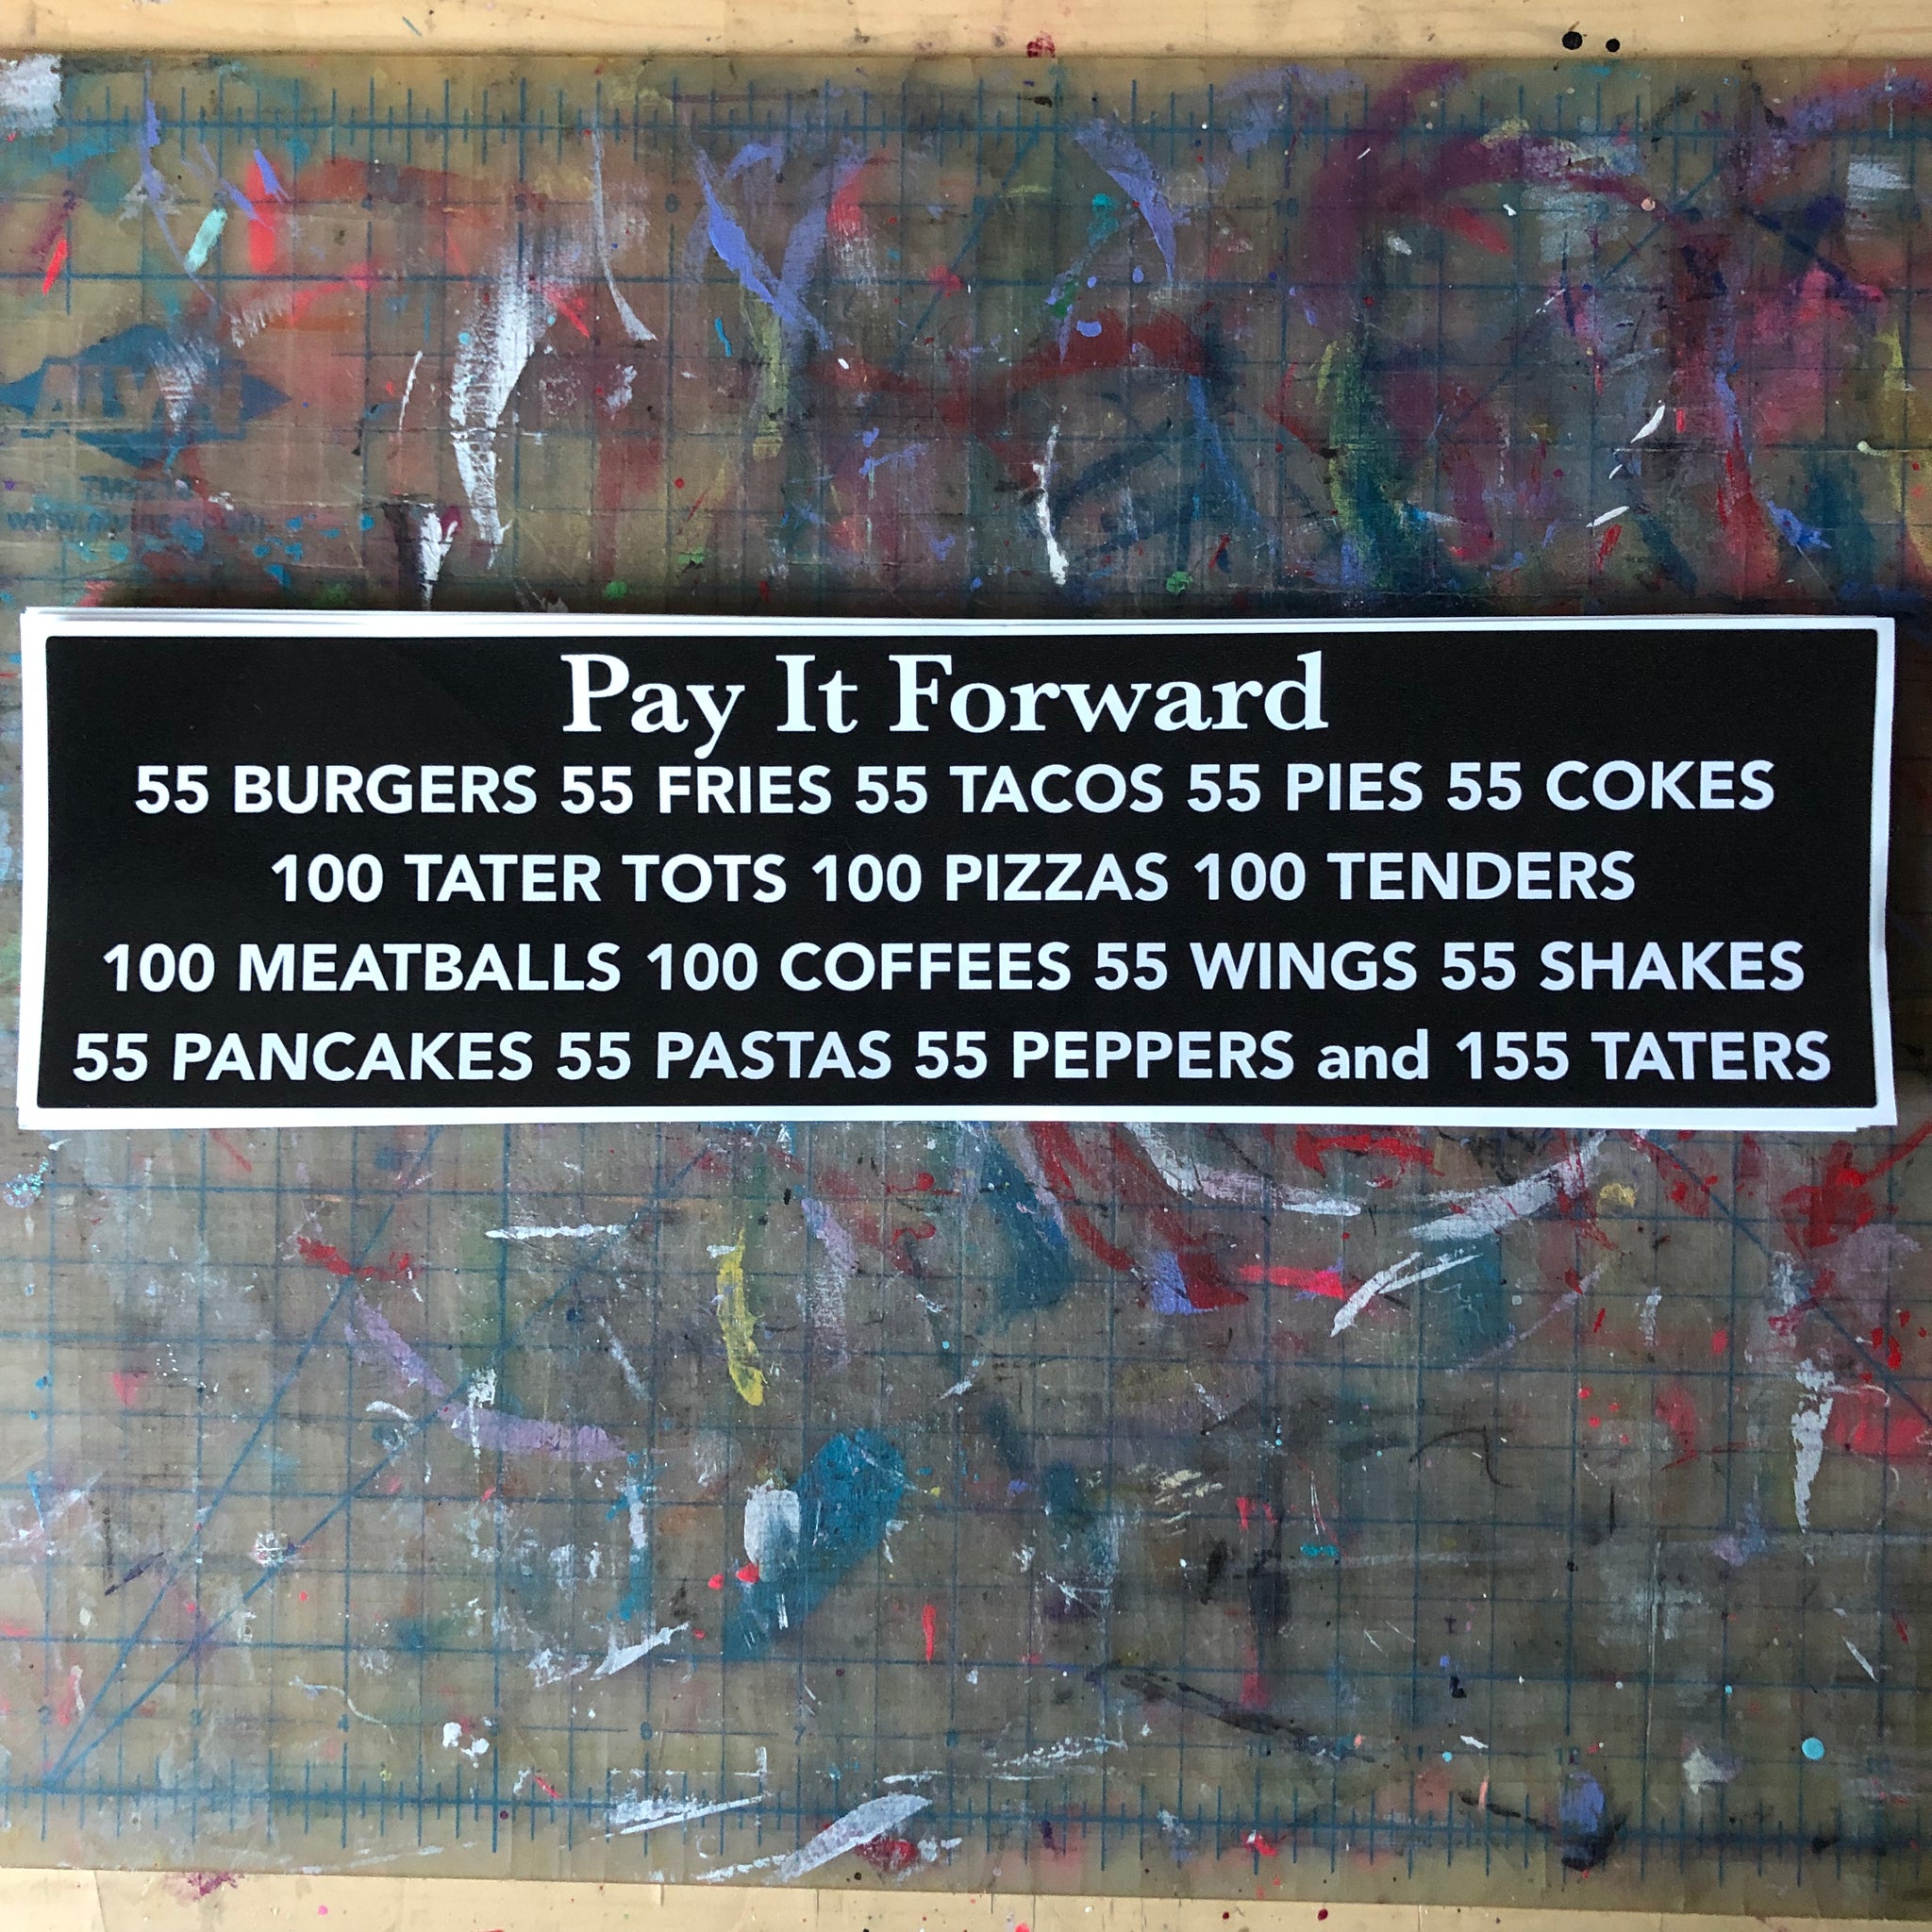 Pay It Forward
55 BURGERS 55 FRIES 55 TACOS 55 PIES 55 COKES
100 TATER TOTS 100 PIZZAS 100 TENDERS
100 MEATBALLS 100 COFFEES 55 WINGS 55 SHAKES
55 PANCAKES 55 PASTAS 55 PEPPERS and 155 TATERS